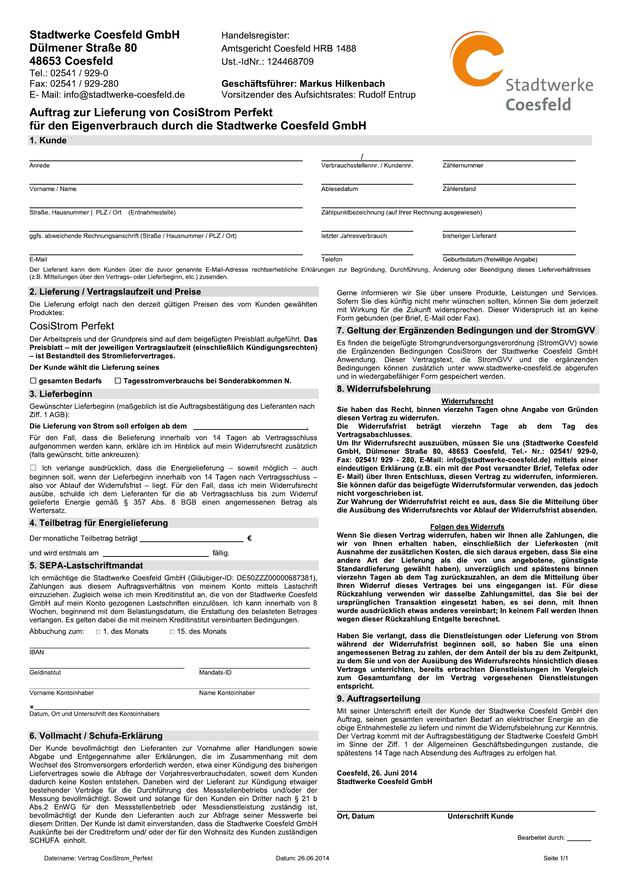 Stadtwerke Coesfeld GmbH
Dülmener Straße 80
48653 Coesfeld
Tel.: 02541 / 929-0
Fax: 02541 / 929-280
E- Mail: info@stadtwerke-coesfeld.de
Handelsregister:
Amtsgericht Coesfeld HRB 1488
Ust.-IdNr.: 124468709
Geschäftsführer: Markus Hilkenbach
Vorsitzender des Aufsichtsrates: Rudolf Entrup
Stadtwerke
Coesfeld
Auftrag zur Lieferung von CosiStrom Perfekt
für den Eigenverbrauch durch die Stadtwerke Coesfeld GmbH
1. Kunde
/
Anrede
Verbrauchsstellennr. / Kundennr.
Zählernummer
Vorname / Name
Ablesedatum
Zählerstand
Straße, Hausnummer | PLZ / Ort (Entnahmestelle)
Zählpunktbezeichnung (auf Ihrer Rechnung ausgewiesen)
ggfs. abweichende Rechnungsanschrift (Straße / Hausnummer / PLZ / Ort)
letzter Jahresverbrauch
bisheriger Lieferant
E-Mail
Telefon
Geburtsdatum (freiwillige Angabe)
Der Lieferant kann dem Kunden über die zuvor genannte E-Mail-Adresse rechtserhebliche Erklärungen zur Begründung, Durchführung, Änderung oder Beendigung dieses Lieferverhältnisses
(z.B. Mitteilungen über den Vertrags- oder Lieferbeginn, etc.) zusenden.
2. Lieferung / Vertragslaufzeit und Preise
Die Lieferung erfolgt nach den derzeit gültigen Preisen des vom Kunden gewählten
Produktes:
CosiStrom Perfekt
Der Arbeitspreis und der Grundpreis sind auf dem beigefügten Preisblatt aufgeführt. Das
Preisblatt – mit der jeweiligen Vertragslaufzeit (einschließlich Kündigungsrechten)
– ist Bestandteil des Stromliefervertrages.
Der Kunde wählt die Lieferung seines
☐ gesamten Bedarfs ☐ Tagesstromverbrauchs bei Sonderabkommen N.
3. Lieferbeginn
Gewünschter Lieferbeginn (maßgeblich ist die Auftragsbestätigung des Lieferanten nach
Ziff. 1 AGB):
Die Lieferung von Strom soll erfolgen ab dem
Für den Fall, dass die Belieferung innerhalb von 14 Tagen ab Vertragsschluss
aufgenommen werden kann, erkläre ich im Hinblick auf mein Widerrufsrecht zusätzlich
(falls gewünscht, bitte ankreuzen):
☐ Ich verlange ausdrücklich, dass die Energielieferung – soweit möglich – auch
beginnen soll, wenn der Lieferbeginn innerhalb von 14 Tagen nach Vertragsschluss –
also vor Ablauf der Widerrufsfrist – liegt. Für den Fall, dass ich mein Widerrufsrecht
ausübe, schulde ich dem Lieferanten für die ab Vertragsschluss bis zum Widerruf
gelieferte Energie gemäß § 357 Abs. 8 BGB einen angemessenen Betrag als
Wertersatz.
4. Teilbetrag für Energielieferung
Der monatliche Teilbetrag beträgt €
und wird erstmals am fällig.
5. SEPA-Lastschriftmandat
Ich ermächtige die Stadtwerke Coesfeld GmbH (Gläubiger-ID: DE50ZZZ00000687381),
Zahlungen aus diesem Auftragsverhältnis von meinem Konto mittels Lastschrift
einzuziehen. Zugleich weise ich mein Kreditinstitut an, die von der Stadtwerke Coesfeld
GmbH auf mein Konto gezogenen Lastschriften einzulösen. Ich kann innerhalb von 8
Wochen, beginnend mit dem Belastungsdatum, die Erstattung des belasteten Betrages
verlangen. Es gelten dabei die mit meinem Kreditinstitut vereinbarten Bedingungen.
Abbuchung zum: ☐ 1. des Monats ☐ 15. des Monats
IBAN
Geldinstitut
Mandats-ID
Vorname Kontoinhaber
Name Kontoinhaber
×
Datum, Ort und Unterschrift des Kontoinhabers
6. Vollmacht / Schufa-Erklärung
Der Kunde bevollmächtigt den Lieferanten zur Vornahme aller Handlungen sowie
Abgabe und Entgegennahme aller Erklärungen, die im Zusammenhang mit dem
Wechsel des Stromversorgers erforderlich werden, etwa einer Kündigung des bisherigen
Liefervertrages sowie die Abfrage der Vorjahresverbrauchsdaten, soweit dem Kunden
dadurch keine Kosten entstehen. Daneben wird der Lieferant zur Kündigung etwaiger
bestehender Verträge für die Durchführung des Messstellenbetriebs und/oder der
Messung bevollmächtigt. Soweit und solange für den Kunden ein Dritter nach § 21 b
Abs.2 EnWG für den Messstellenbetrieb oder Messdienstleistung zuständig ist,
bevollmächtigt der Kunde den Lieferanten auch zur Abfrage seiner Messwerte bei
diesem Dritten. Der Kunde ist damit einverstanden, dass die Stadtwerke Coesfeld GmbH
Auskünfte bei der Creditreform und/ oder der für den Wohnsitz des Kunden zuständigen
SCHUFA einholt.
Gerne informieren wir Sie über unsere Produkte, Leistungen und Services.
Sofern Sie dies künftig nicht mehr wünschen sollten, können Sie dem jederzeit
mit Wirkung für die Zukunft widersprechen. Dieser Widerspruch ist an keine
Form gebunden (per Brief, E-Mail oder Fax).
7. Geltung der Ergänzenden Bedingungen und der StromGVV
Es finden die beigefügte Stromgrundversorgungsverordnung (StromGVV) sowie
die Ergänzenden Bedingungen CosiStrom der Stadtwerke Coesfeld GmbH
Anwendung. Dieser Vertragstext, die StromGVV und die Ergänzenden
Bedingungen können zusätzlich unter www.stadtwerke-coesfeld.de abgerufen
und in wiedergabefähiger Form gespeichert werden.
8. Widerrufsbelehrung
Widerrufsrecht
Sie haben das Recht, binnen vierzehn Tagen ohne Angabe von Gründen
diesen Vertrag zu widerrufen.
Die Widerrufsfrist beträgt vierzehn Tage ab dem Tag des
Vertragsabschlusses.
Um Ihr Widerrufsrecht auszuüben, müssen Sie uns (Stadtwerke Coesfeld
GmbH, Dülmener Straße 80, 48653 Coesfeld, Tel.- Nr.: 02541/ 929-0,
Fax: 02541/ 929 - 280, E-Mail: info@stadtwerke-coesfeld.de) mittels einer
eindeutigen Erklärung (z.B. ein mit der Post versandter Brief, Telefax oder
E- Mail) über Ihren Entschluss, diesen Vertrag zu widerrufen, informieren.
Sie können dafür das beigefügte Widerrufsformular verwenden, das jedoch
nicht vorgeschrieben ist.
Zur Wahrung der Widerrufsfrist reicht es aus, dass Sie die Mitteilung über
die Ausübung des Widerrufsrechts vor Ablauf der Widerrufsfrist absenden.
Folgen des Widerrufs
Wenn Sie diesen Vertrag widerrufen, haben wir Ihnen alle Zahlungen, die
wir von Ihnen erhalten haben, einschließlich der Lieferkosten (mit
Ausnahme der zusätzlichen Kosten, die sich daraus ergeben, dass Sie eine
andere Art der Lieferung als die von uns angebotene, günstigste
Standardlieferung gewählt haben), unverzüglich und spätestens binnen
vierzehn Tagen ab dem Tag zurückzuzahlen, an dem die Mitteilung über
Ihren Widerruf dieses Vertrags bei uns eingegangen ist. Für diese
Rückzahlung verwenden wir dasselbe Zahlungsmittel, das Sie bei der
ursprünglichen Transaktion eingesetzt haben, es sei denn, mit Ihnen
wurde ausdrücklich etwas anderes vereinbart; In keinem Fall werden Ihnen
wegen dieser Rückzahlung Entgelte berechnet.
Haben Sie verlangt, dass die Dienstleistungen oder Lieferung von Strom
während der Widerrufsfrist beginnen soll, so haben Sie uns einen
angemessenen Betrag zu zahlen, der dem Anteil der bis zu dem Zeitpunkt,
zu dem Sie und von der Ausübung des Widerrufsrechts hinsichtlich dieses
Vertrags unterrichten, bereits erbrachten Dienstleistungen im Vergleich
zum Gesamtumfang der im Vertrag vorgesehenen Dienstleistungen
entspricht.
9. Auftragserteilung
Mit seiner Unterschrift erteilt der Kunde der Stadtwerke Coesfeld GmbH den
Auftrag, seinen gesamten vereinbarten Bedarf an elektrischer Energie an die
obige Entnahmestelle zu liefern und nimmt die Widerrufsbelehrung zur Kenntnis.
Der Vertrag kommt mit der Auftragsbestätigung der Stadtwerke Coesfeld GmbH
im Sinne der Ziff. 1 der Allgemeinen Geschäftsbedingungen zustande, die
spätestens 14 Tage nach Absendung des Auftrages zu erfolgen hat.
Coesfeld, 26. Juni 2014
Stadtwerke Coesfeld GmbH
Ort, Datum
Unterschrift Kunde
Bearbeitet durch:
Dateiname: Vertrag CosiStrom_Perfekt
Datum: 26.06.2014
Seite 1/1